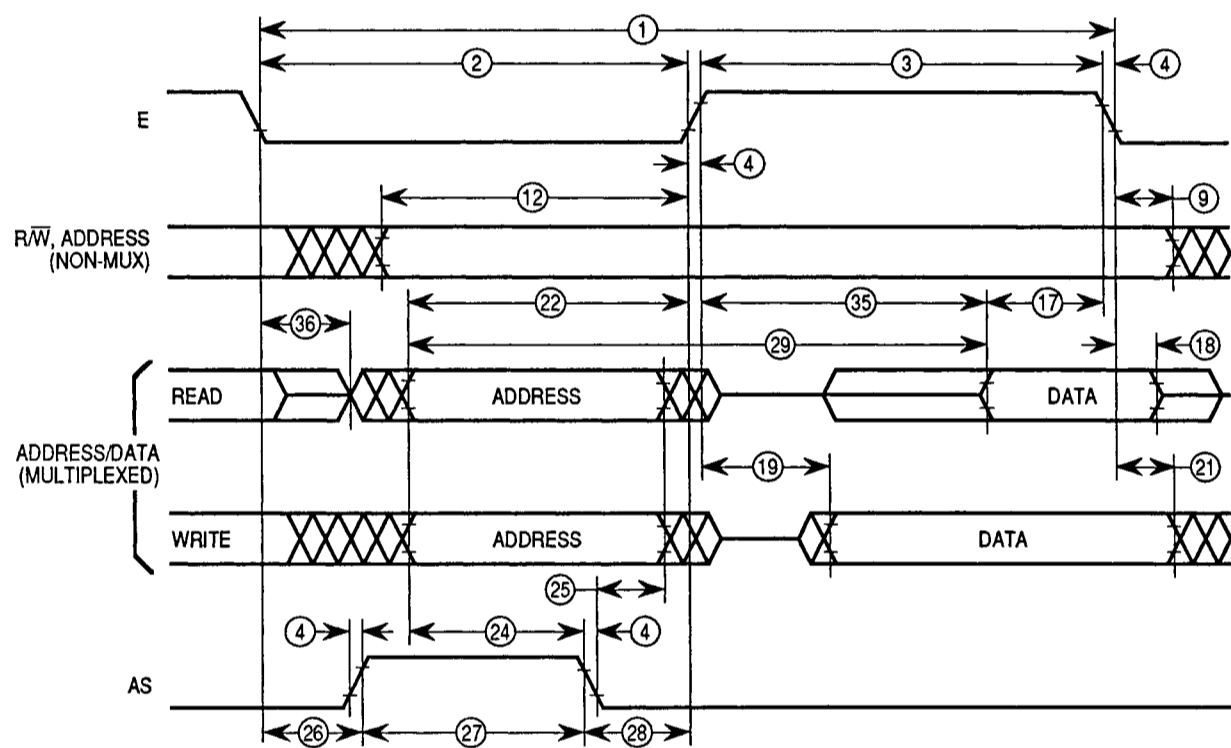 1
2
3
4
E
4
12
9
R/W̅, ADDRESS
(NON-MUX)
22
35
17
36
29
18
READ
ADDRESS
DATA
ADDRESS/DATA
(MULTIPLEXED)
19
21
WRITE
ADDRESS
DATA
25
4
24
4
AS
26
27
28